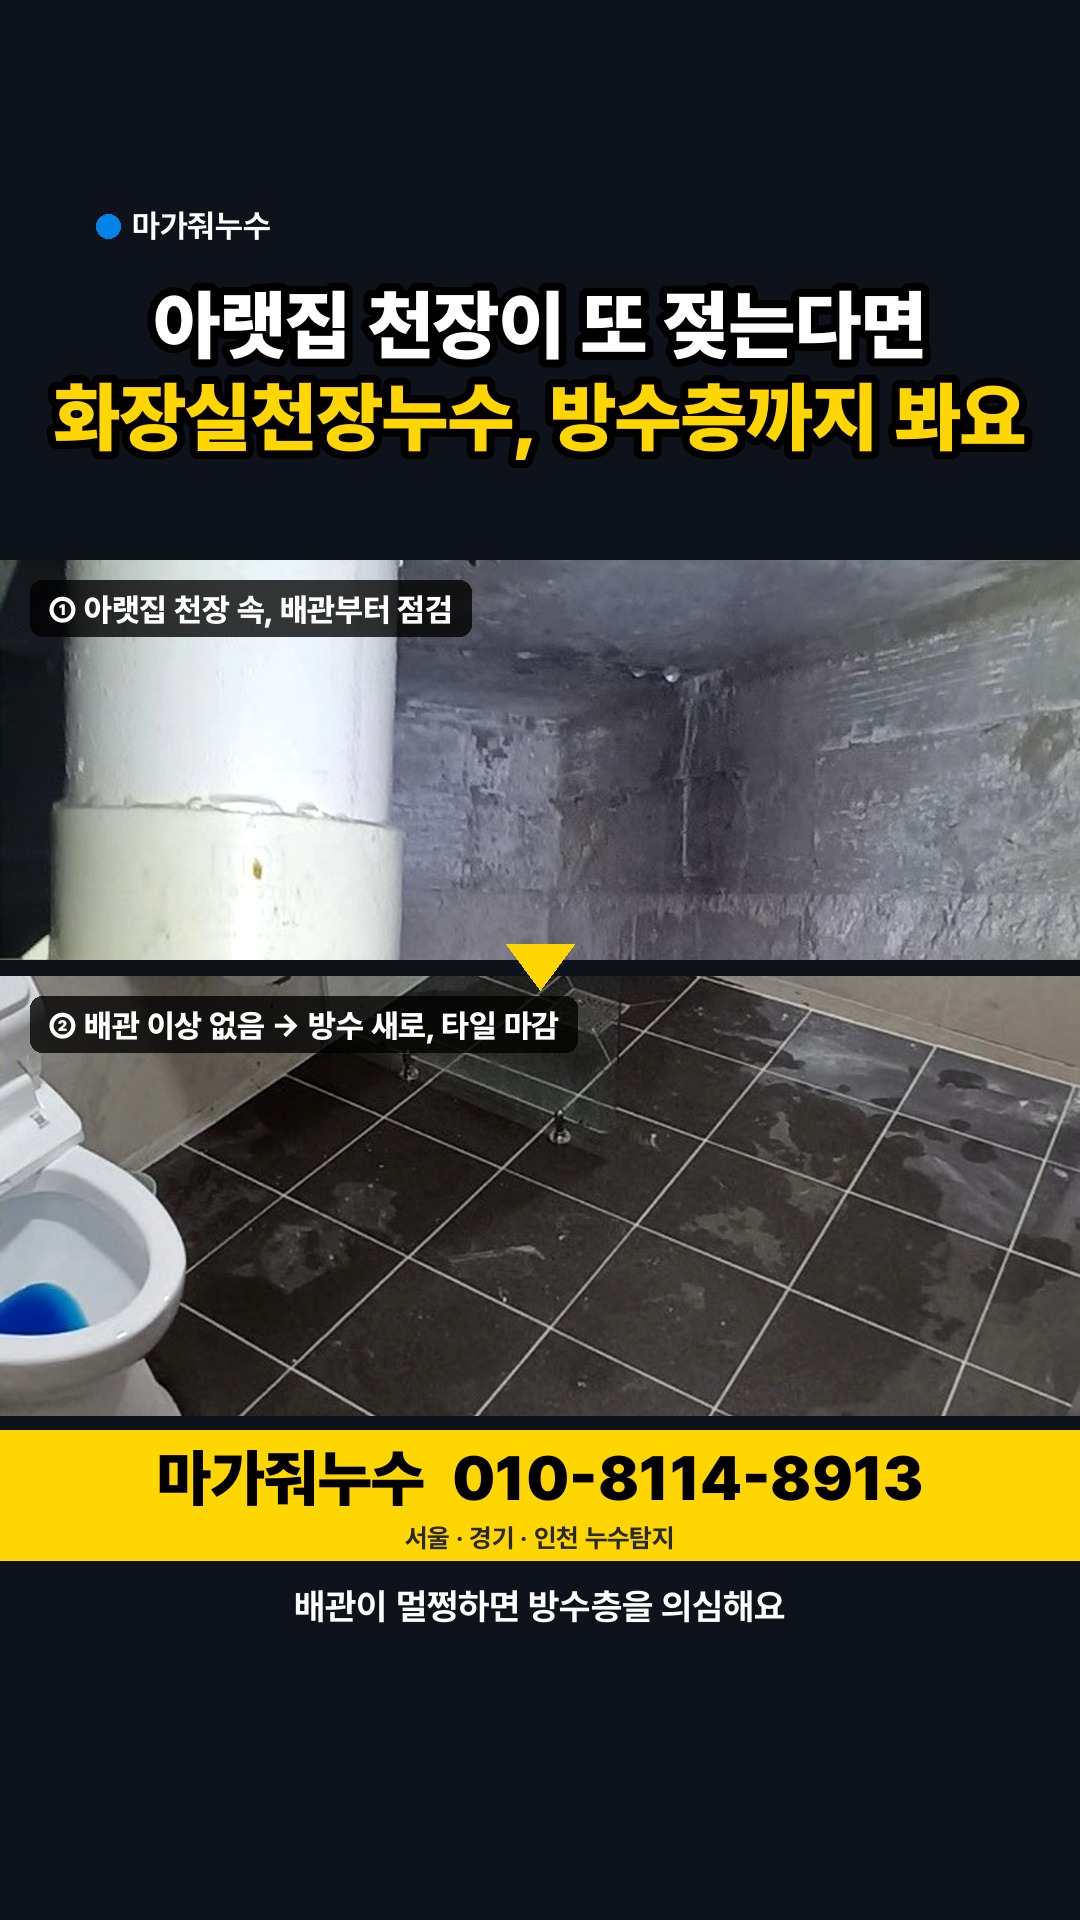 마가줘누수
아랫집 천장이 또 젖는다면
화장실천장누수, 방수층까지 봐요
① 아랫집 천장 속, 배관부터 점검
② 배관 이상 없음 → 방수 새로, 타일 마감
마가줘누수 010-8114-8913
서울 · 경기 · 인천 누수탐지
배관이 멀쩡하면 방수층을 의심해요